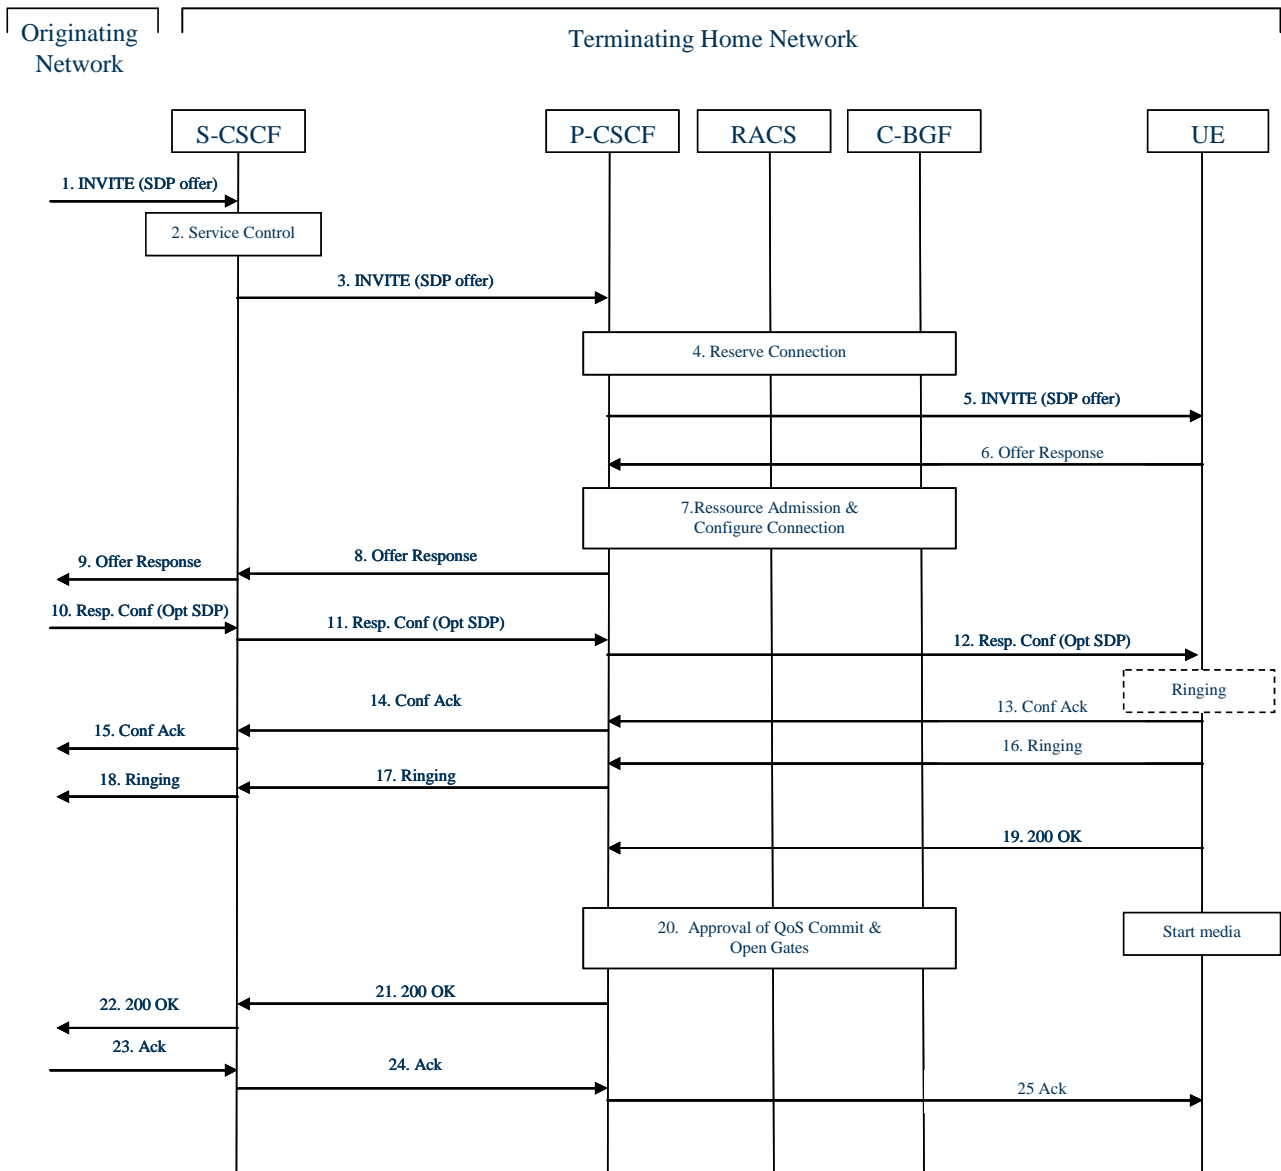 Originating
Network
Terminating Home Network
S-CSCF
P-CSCF
RACS
C-BGF
UE
1. INVITE (SDP offer)
2. Service Control
3. INVITE (SDP offer)
4. Reserve Connection
5. INVITE (SDP offer)
6. Offer Response
7.Ressource Admission &
Configure Connection
8. Offer Response
9. Offer Response
10. Resp. Conf (Opt SDP)
11. Resp. Conf (Opt SDP)
12. Resp. Conf (Opt SDP)
Ringing
13. Conf Ack
14. Conf Ack
15. Conf Ack
16. Ringing
17. Ringing
18. Ringing
19. 200 OK
20. Approval of QoS Commit &
Open Gates
Start media
21. 200 OK
22. 200 OK
23. Ack
24. Ack
25 Ack